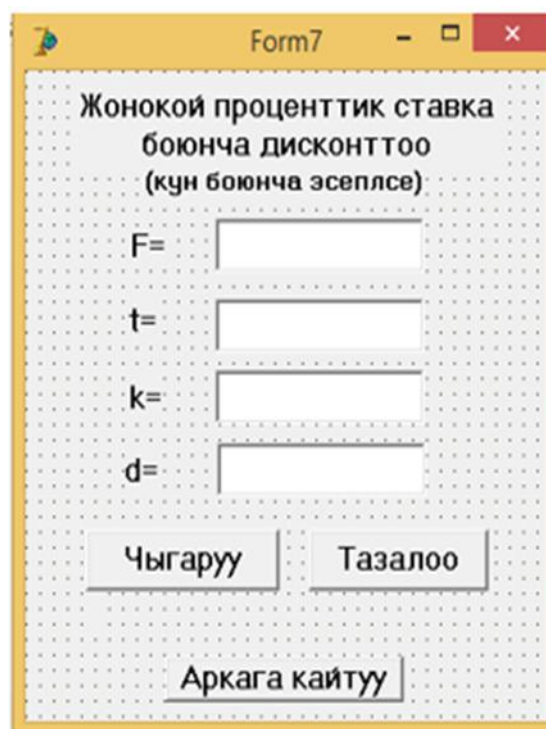 Form7
Жонокой проценттик ставка
боюнча дисконттоо
(кун боюнча эсеплсе)
F=
t=
k=
d=
Чыгаруу
Тазалоо
Аркага кайтуу